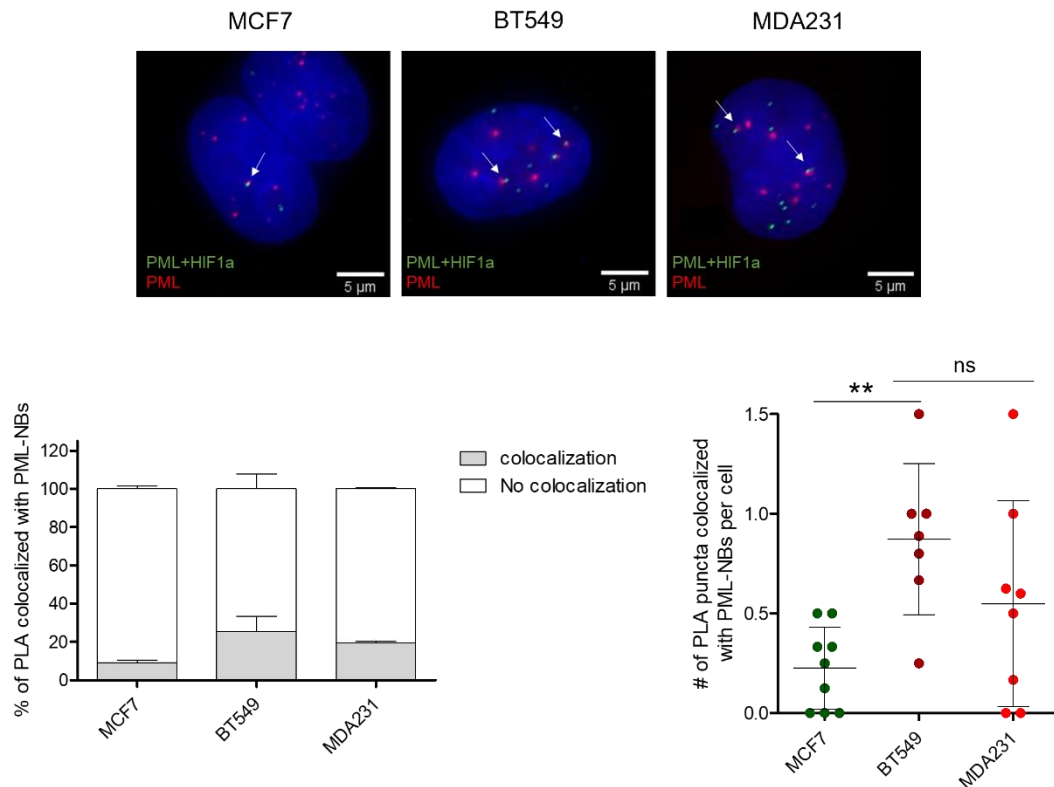 MCF7
BT549
MDA231
PML+HIF1a
PML
5 µm
PML+HIF1a
PML
5 µm
PML+HIF1a
PML
5 µm
% of PLA colocalized with PML-NBs
120
100
80
60
40
20
0
MCF7
BT549
MDA231
colocalization
No colocalization
# of PLA puncta colocalized
with PML-NBs per cell
1.5
1.0
0.5
0.0
**
ns
MCF7
BT549
MDA231